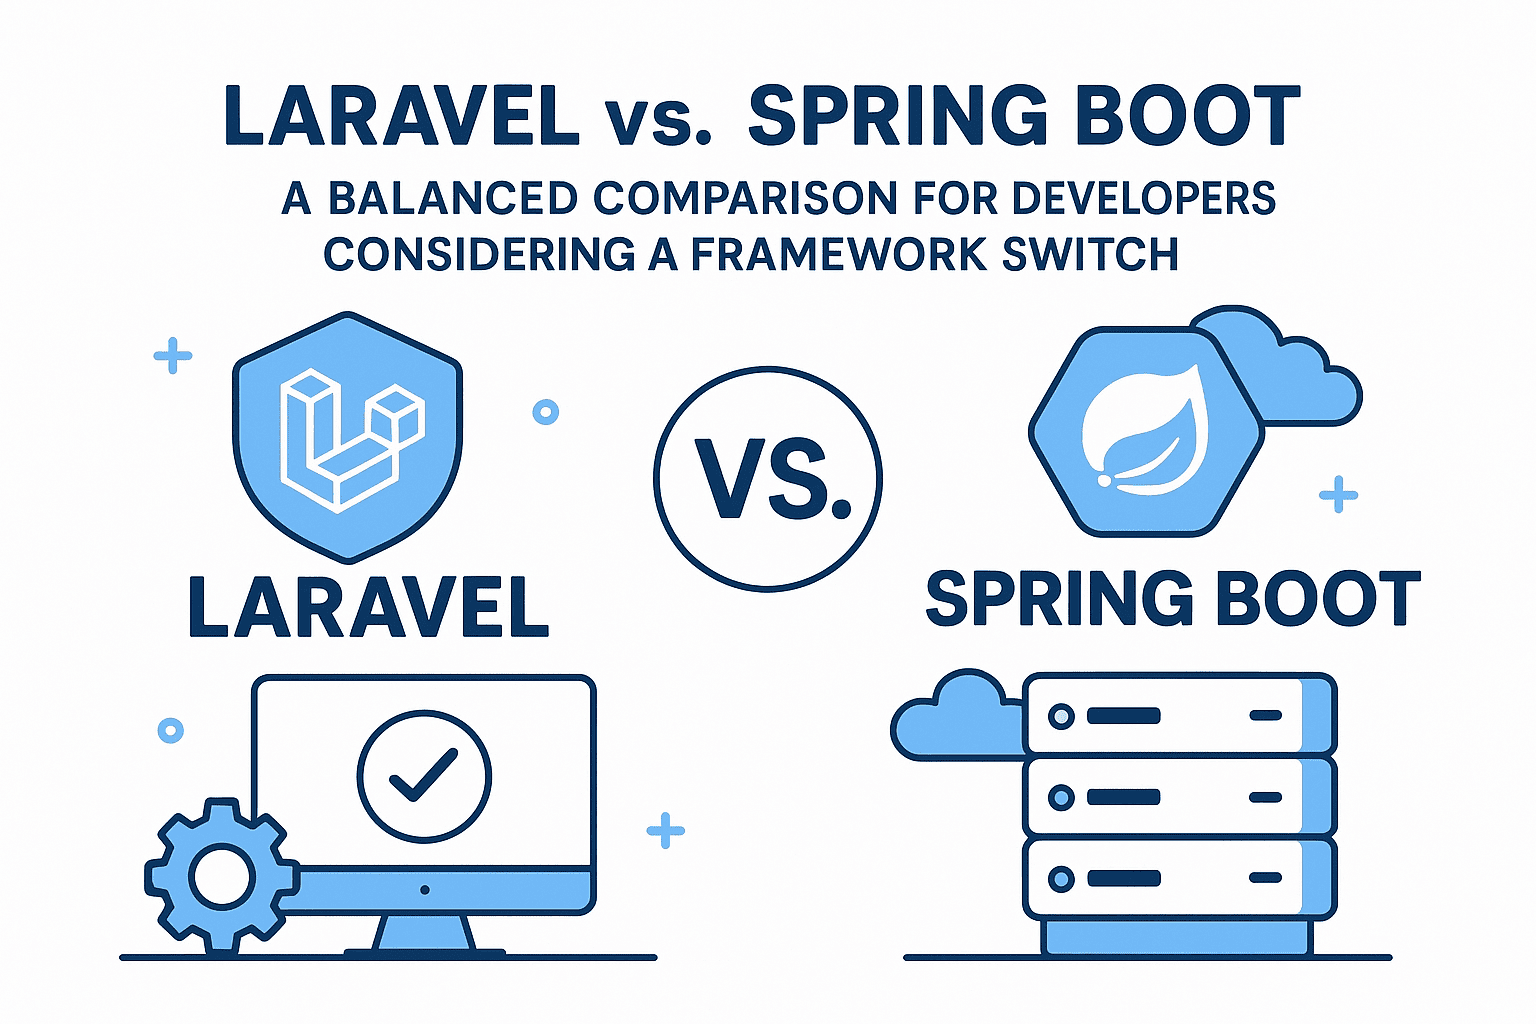 LARAVEL vs. SPRING BOOT
A BALANCED COMPARISON FOR DEVELOPERS
CONSIDERING A FRAMEWORK SWITCH
VS.
LARAVEL
SPRING BOOT